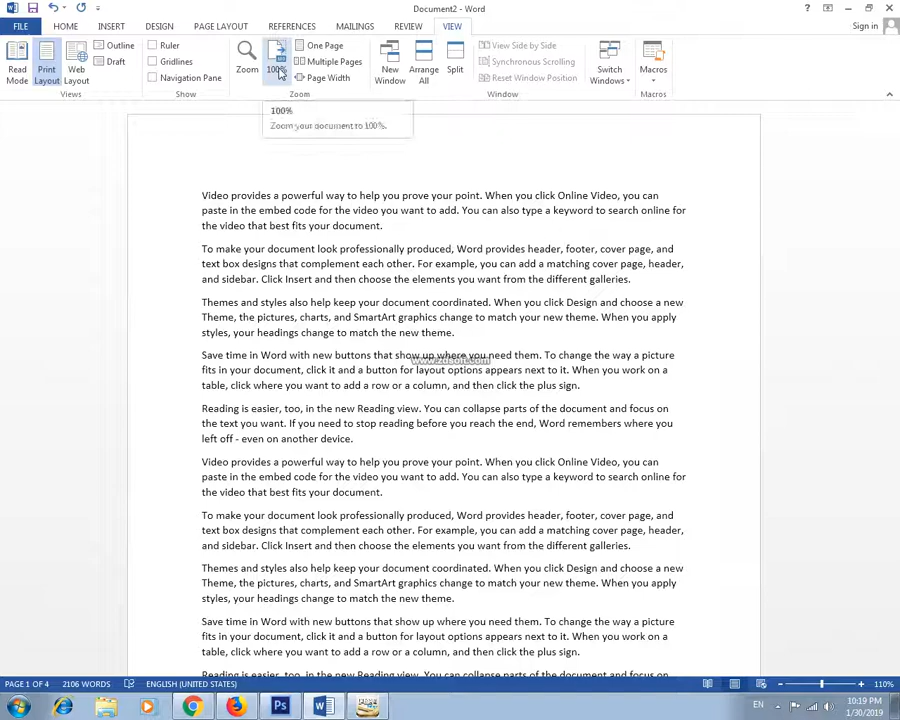 Document2 - Word
FILE HOME INSERT DESIGN PAGE LAYOUT REFERENCES MAILINGS REVIEW VIEW Sign in
Read Mode
Print Layout
Web Layout
Outline
Draft
Views
Ruler
Gridlines
Navigation Pane
Show
Zoom
100%
One Page
Multiple Pages
Page Width
Zoom
New Window
Arrange All
Split
View Side by Side
Synchronous Scrolling
Reset Window Position
Window
Switch Windows
Macros
Macros
100%
Zoom your document to 100%.
Video provides a powerful way to help you prove your point. When you click Online Video, you can
paste in the embed code for the video you want to add. You can also type a keyword to search online for
the video that best fits your document.
To make your document look professionally produced, Word provides header, footer, cover page, and
text box designs that complement each other. For example, you can add a matching cover page, header,
and sidebar. Click Insert and then choose the elements you want from the different galleries.
Themes and styles also help keep your document coordinated. When you click Design and choose a new
Theme, the pictures, charts, and SmartArt graphics change to match your new theme. When you apply
styles, your headings change to match the new theme.
Save time in Word with new buttons that show up where you need them. To change the way a picture
www.zdsoft.com
fits in your document, click it and a button for layout options appears next to it. When you work on a
table, click where you want to add a row or a column, and then click the plus sign.
Reading is easier, too, in the new Reading view. You can collapse parts of the document and focus on
the text you want. If you need to stop reading before you reach the end, Word remembers where you
left off - even on another device.
Video provides a powerful way to help you prove your point. When you click Online Video, you can
paste in the embed code for the video you want to add. You can also type a keyword to search online for
the video that best fits your document.
To make your document look professionally produced, Word provides header, footer, cover page, and
text box designs that complement each other. For example, you can add a matching cover page, header,
and sidebar. Click Insert and then choose the elements you want from the different galleries.
Themes and styles also help keep your document coordinated. When you click Design and choose a new
Theme, the pictures, charts, and SmartArt graphics change to match your new theme. When you apply
styles, your headings change to match the new theme.
Save time in Word with new buttons that show up where you need them. To change the way a picture
fits in your document, click it and a button for layout options appears next to it. When you work on a
table, click where you want to add a row or a column, and then click the plus sign.
Reading is easier, too, in the new Reading view. You can collapse parts of the document and focus on
PAGE 1 OF 4 2106 WORDS ENGLISH (UNITED STATES) 110%
Ps
EN
10:19 PM
1/30/2019